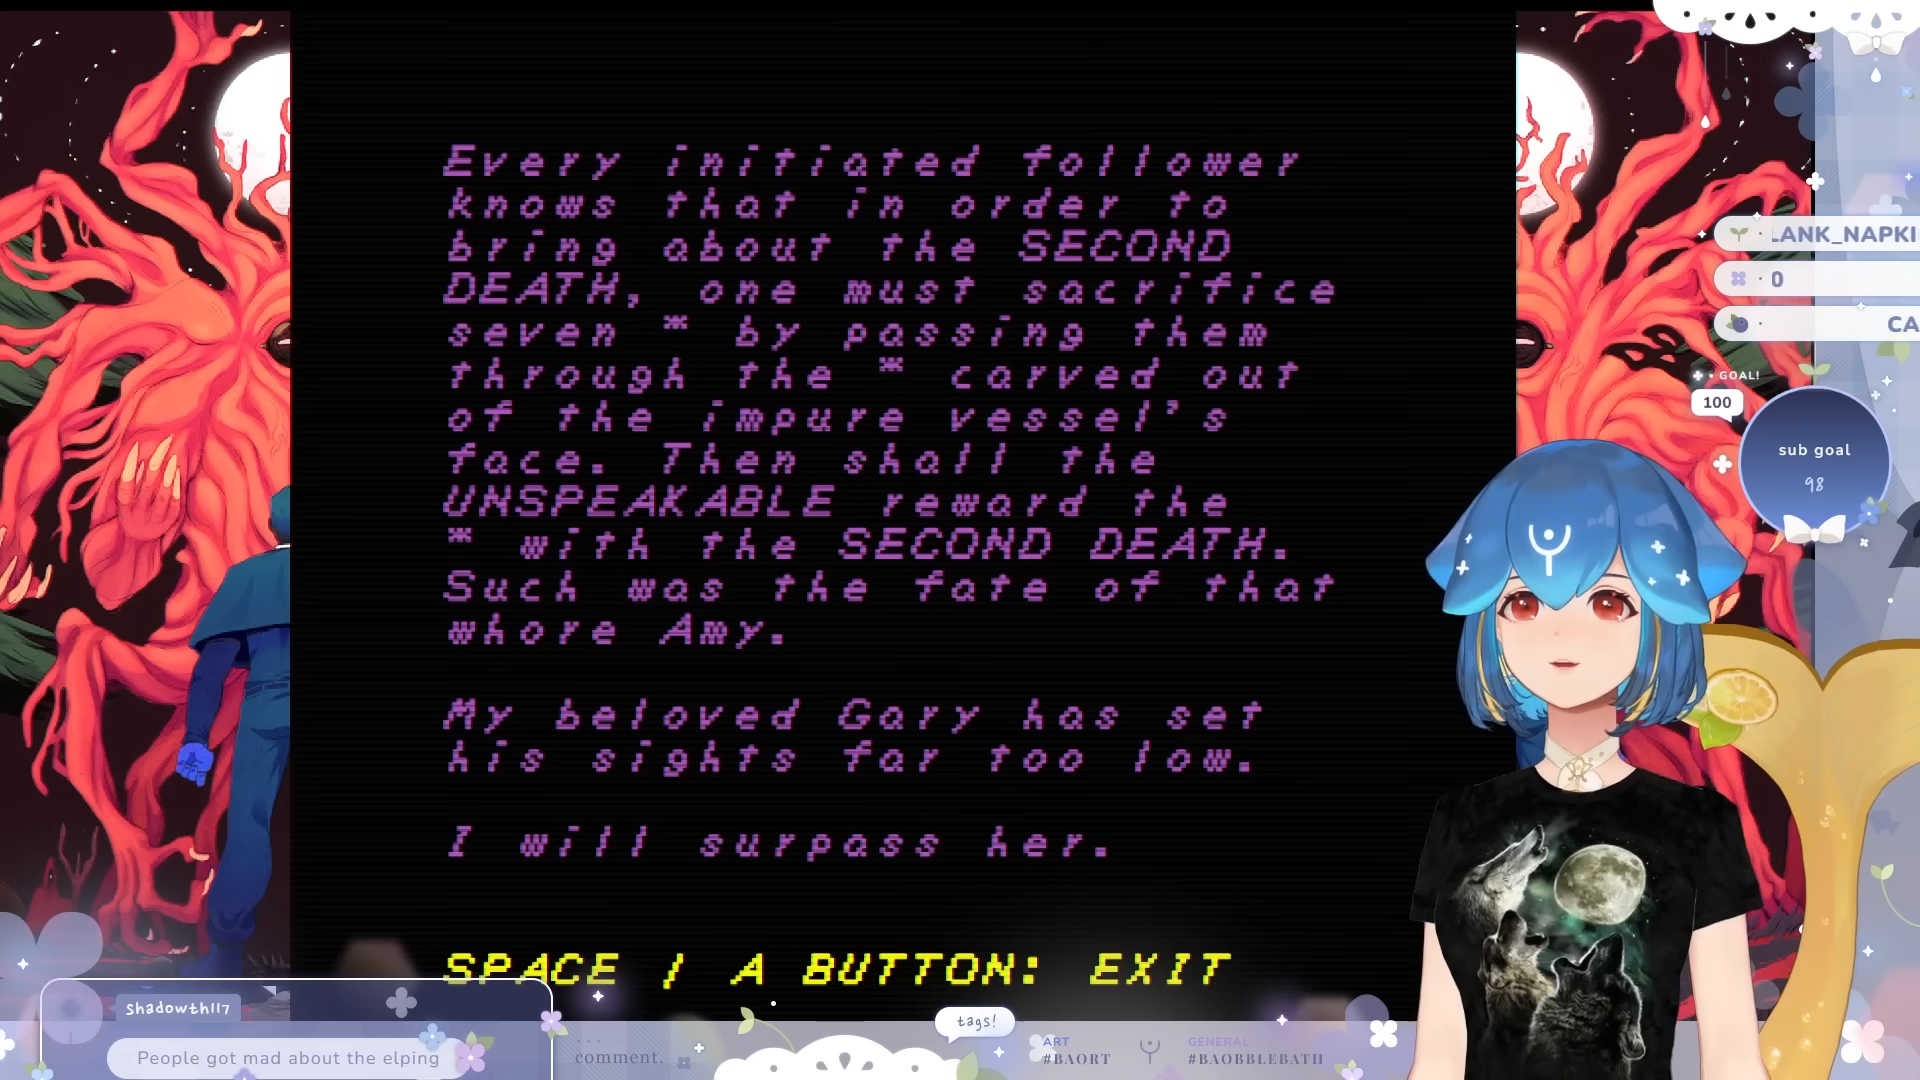 Every initiated follower
knows that in order to
bring about the SECOND
DEATH, one must sacrifice
seven * by passing them
through the * carved out
of the impure vessel's
face. Then shall the
UNSPEAKABLE reward the
* with the SECOND DEATH.
Such was the fate of that
whore Amy.
My beloved Gary has set
his sights far too low.
I will surpass her.
SPACE / A BUTTON: EXIT
LANK_NAPKI
0
CA
GOAL!
100
sub goal
98
Shadowth117
People got mad about the elping
comment.
tags!
ART
#BAORT
GENERAL
#BAOBBLEBATH